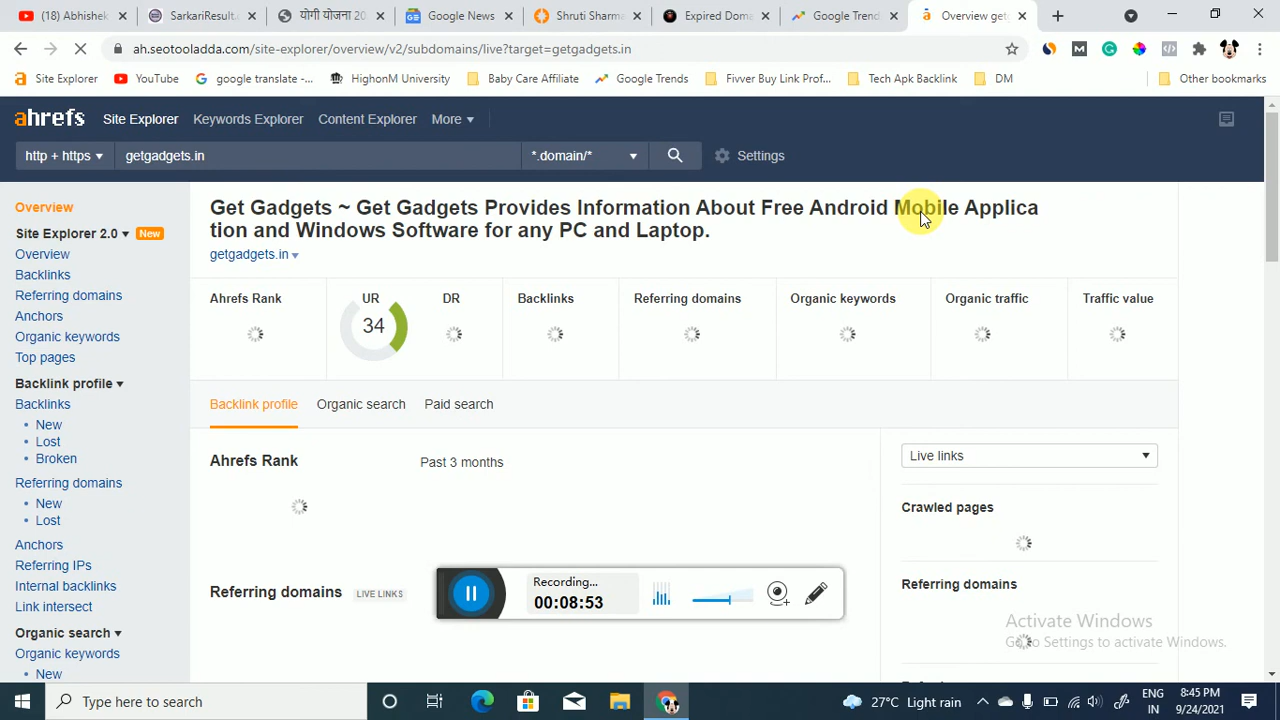 (18) Abhishek
SarkariResult.
योगी योजना 20
Google News
Shruti Sharma
Expired Doma
Google Trend
Overview get
ah.seotooladda.com/site-explorer/overview/v2/subdomains/live?target=getgadgets.in
Site Explorer
YouTube
google translate -...
HighonM University
Baby Care Affiliate
Google Trends
Fivver Buy Link Prof...
Tech Apk Backlink
DM
Other bookmarks
ahrefs
Site Explorer
Keywords Explorer
Content Explorer
More
http + https
getgadgets.in
*.domain/*
Settings
Overview
Site Explorer 2.0
New
Overview
Backlinks
Referring domains
Anchors
Organic keywords
Top pages
Backlink profile
Backlinks
New
Lost
Broken
Referring domains
New
Lost
Anchors
Referring IPs
Internal backlinks
Link intersect
Organic search
Organic keywords
New
Get Gadgets ~ Get Gadgets Provides Information About Free Android Mobile Applica
tion and Windows Software for any PC and Laptop.
getgadgets.in
Ahrefs Rank
UR
34
DR
Backlinks
Referring domains
Organic keywords
Organic traffic
Traffic value
Backlink profile
Organic search
Paid search
Ahrefs Rank
Past 3 months
Referring domains
LIVE LINKS
Live links
Crawled pages
Referring domains
Recording...
00:08:53
Activate Windows
Go to Settings to activate Windows.
Type here to search
27°C Light rain
ENG
IN
8:45 PM
9/24/2021